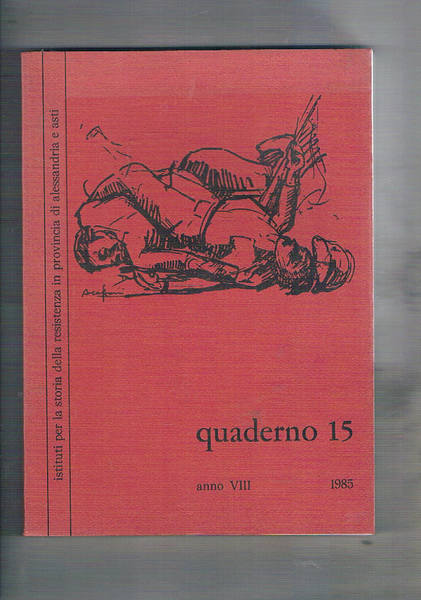 istituti per la storia della resistenza in provincia di alessandria e asti
quaderno 15
anno VIII 1985